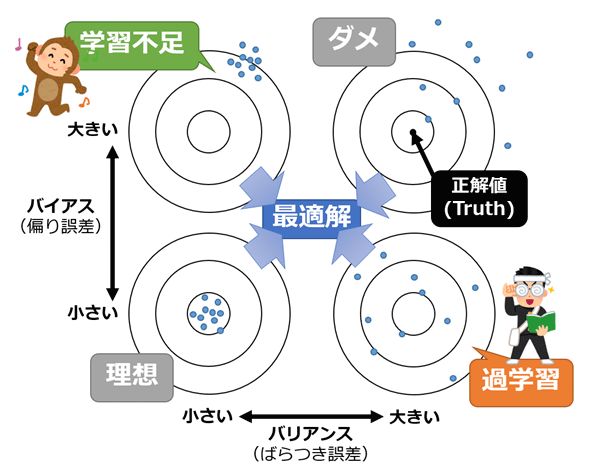 学習不足
ダメ
大きい
正解値
(Truth)
バイアス
（偏り誤差）
最適解
小さい
理想
過学習
小さい
大きい
バリアンス
（ばらつき誤差）